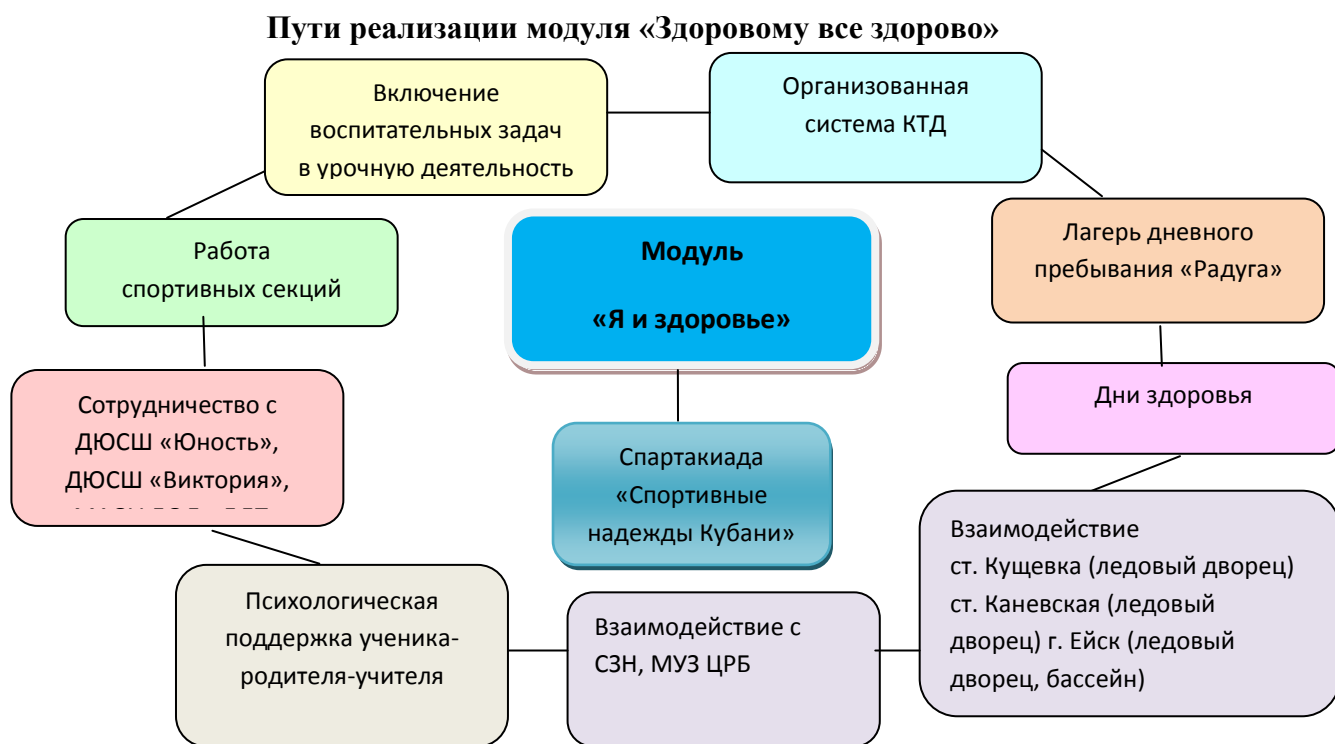 Пути реализации модуля «Здоровому все здорово»
Включение
воспитательных задач
в урочную деятельность
Организованная
система КТД
Работа
спортивных секций
Модуль
«Я и здоровье»
Лагерь дневного
пребывания «Радуга»
Сотрудничество с
ДЮСШ «Юность»,
ДЮСШ «Виктория»,
Спартакиада
«Спортивные
надежды Кубани»
Дни здоровья
Психологическая
поддержка ученика-
родителя-учителя
Взаимодействие с
СЗН, МУЗ ЦРБ
Взаимодействие
ст. Кущевка (ледовый дворец)
ст. Каневская (ледовый
дворец) г. Ейск (ледовый
дворец, бассейн)